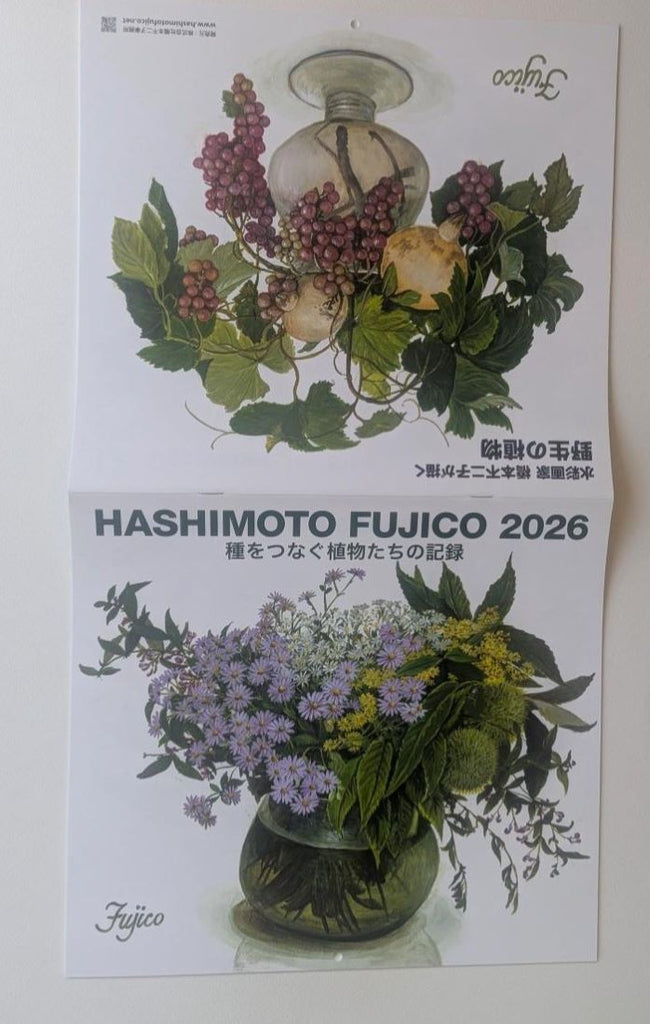 HASHIMOTO FUJICO 2026
種をつなぐ植物たちの記録
Fujico
水彩画家 橋本不二子が描く
野生の植物
Fujico
www.hashimotofujico.net